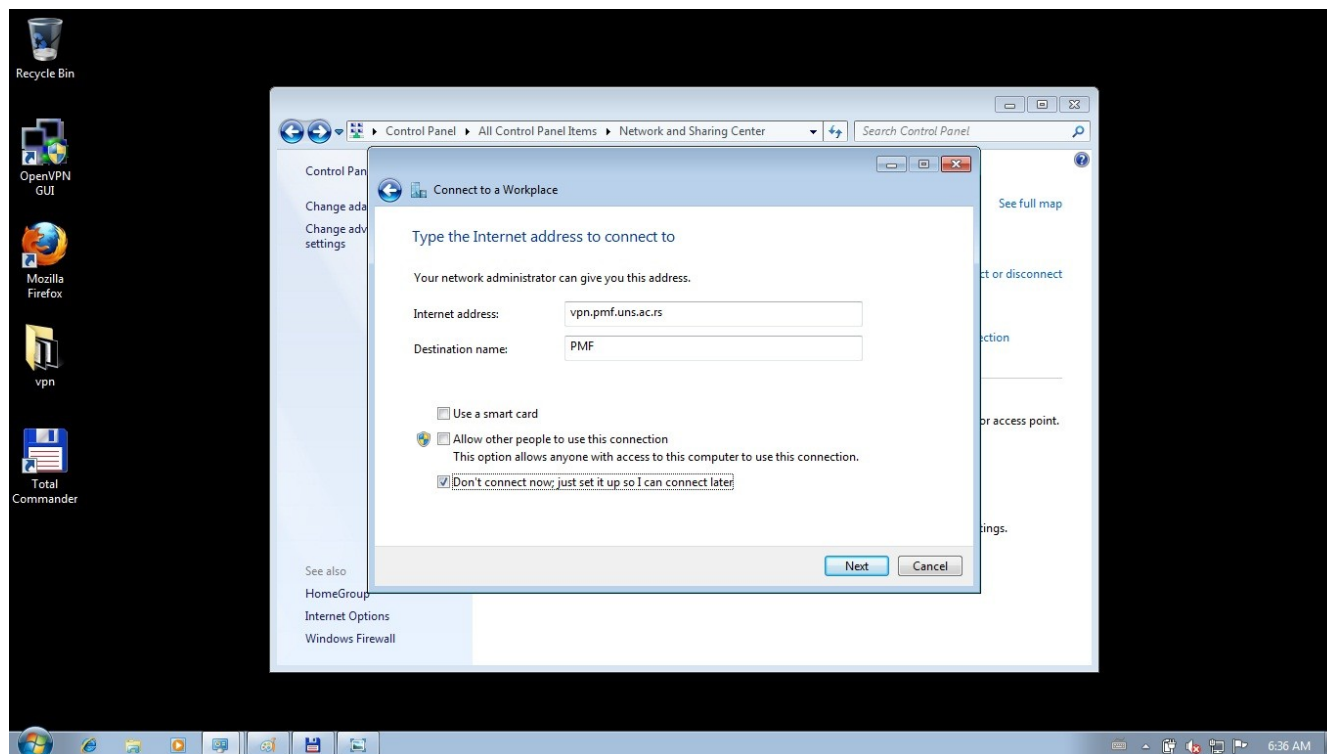 Recycle Bin
OpenVPN
GUI
Mozilla
Firefox
vpn
Total
Commander
Control Panel
All Control Panel Items
Network and Sharing Center
Search Control Panel
Control Pan
Change ada
Change adv
settings
See also
HomeGroup
Internet Options
Windows Firewall
Connect to a Workplace
Type the Internet address to connect to
Your network administrator can give you this address.
Internet address: vpn.pmf.uns.ac.rs
Destination name: PMF
Use a smart card
Allow other people to use this connection
This option allows anyone with access to this computer to use this connection.
Don't connect now; just set it up so I can connect later
Next Cancel
See full map
ct or disconnect
ection
or access point.
tings.
6:36 AM